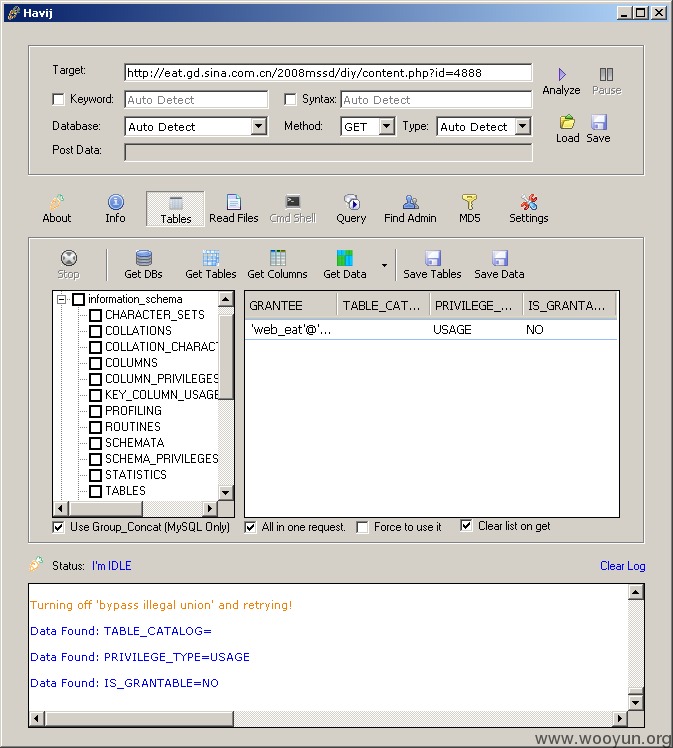 Havij
Target: http://eat.gd.sina.com.cn/2008mssd/diy/content.php?id=4888
Analyze Pause
Keyword: Auto Detect Syntax: Auto Detect
Database: Auto Detect Method: GET Type: Auto Detect
Load Save
Post Data:
About Info Tables Read Files Cmd Shell Query Find Admin MD5 Settings
Stop Get DBs Get Tables Get Columns Get Data Save Tables Save Data
information_schema
CHARACTER_SETS
COLLATIONS
COLLATION_CHARACT
COLUMNS
COLUMN_PRIVILEGES
KEY_COLUMN_USAGE
PROFILING
ROUTINES
SCHEMATA
SCHEMA_PRIVILEGES
STATISTICS
TABLES
GRANTEE TABLE_CAT... PRIVILEGE_... IS_GRANTA...
'web_eat'@'... USAGE NO
Use Group_Concat (MySQL Only) All in one request. Force to use it Clear list on get
Status: I'm IDLE Clear Log
Turning off 'bypass illegal union' and retrying!
Data Found: TABLE_CATALOG=
Data Found: PRIVILEGE_TYPE=USAGE
Data Found: IS_GRANTABLE=NO
www.wooyun.org